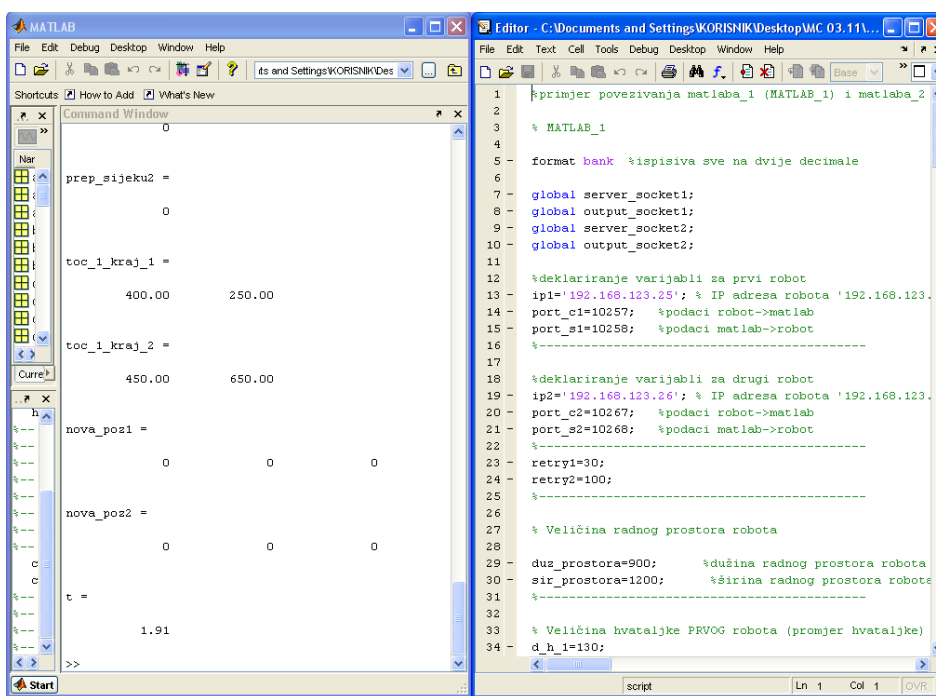 MATLAB
File Edit Debug Desktop Window Help
its and Settings\KORISNIK\Des
Shortcuts How to Add What's New
Command Window
0
prep_sijeku2 =
0
toc_1_kraj_1 =
400.00 250.00
toc_1_kraj_2 =
450.00 650.00
nova_poz1 =
0 0 0
nova_poz2 =
0 0 0
t =
1.91
>>
Nar
Curre
h
%--
%--
%--
%--
%--
%--
%--
%--
c
c
%--
%--
%--
%--
Start
Editor - C:\Documents and Settings\KORISNIK\Desktop\MC 03.11\...
File Edit Text Cell Tools Debug Desktop Window Help
Base
1 %primjer povezivanja matlaba_1 (MATLAB_1) i matlaba_2
2
3 % MATLAB_1
4
5 - format bank %ispisiva sve na dvije decimale
6
7 - global server_socket1;
8 - global output_socket1;
9 - global server_socket2;
10 - global output_socket2;
11
12 %deklariranje varijabli za prvi robot
13 - ip1='192.168.123.25'; % IP adresa robota '192.168.123.
14 - port_c1=10257; %podaci robot->matlab
15 - port_s1=10258; %podaci matlab->robot
16 %-----------------------------------------
17
18 %deklariranje varijabli za drugi robot
19 - ip2='192.168.123.26'; % IP adresa robota '192.168.123.
20 - port_c2=10267; %podaci robot->matlab
21 - port_s2=10268; %podaci matlab->robot
22 %-----------------------------------------
23 - retry1=30;
24 - retry2=100;
25 %-----------------------------------------
26
27 % Veličina radnog prostora robota
28
29 - duz_prostora=900; %dužina radnog prostora robota
30 - sir_prostora=1200; %širina radnog prostora robota
31 %-----------------------------------------
32
33 % Veličina hvataljke PRVOG robota (promjer hvataljke)
34 - d_h_1=130;
script Ln 1 Col 1 OVR